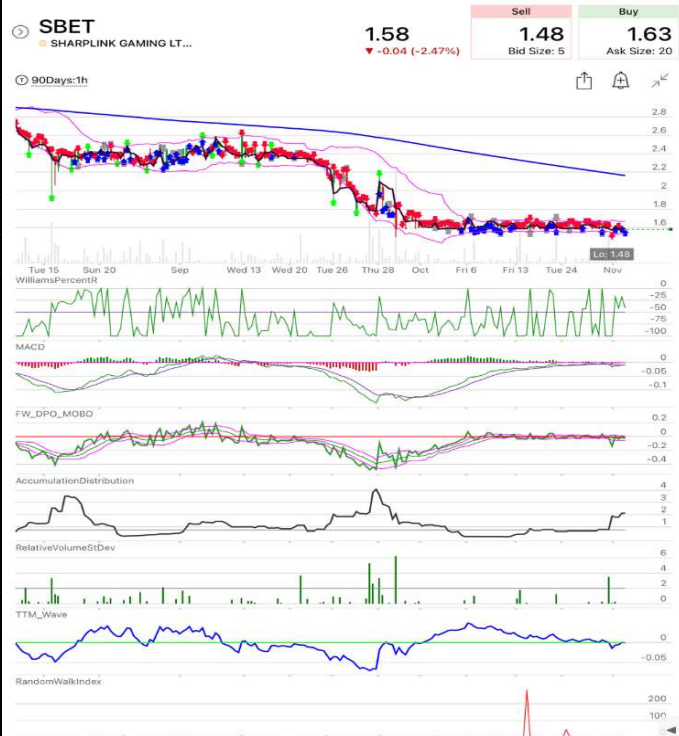 SBET
SHARPLINK GAMING LT...
1.58
▼ -0.04 (-2.47%)
Sell
1.48
Bid Size: 5
Buy
1.63
Ask Size: 20
T 90Days:1h
2.8
2.6
2.4
2.2
2
1.8
1.6
Lo: 1.48
Tue 15 Sun 20 Sep Wed 13 Wed 20 Tue 26 Thu 28 Oct Fri 6 Fri 13 Tue 24 Nov
WilliamsPercentR
0
-25
-50
-75
-100
MACD
0
-0.05
-0.1
FW_DPO_MOBO
0.2
0
-0.2
-0.4
AccumulationDistribution
4
3
2
1
RelativeVolumeStDev
6
4
2
0
TTM_Wave
0
-0.05
RandomWalkIndex
200
100